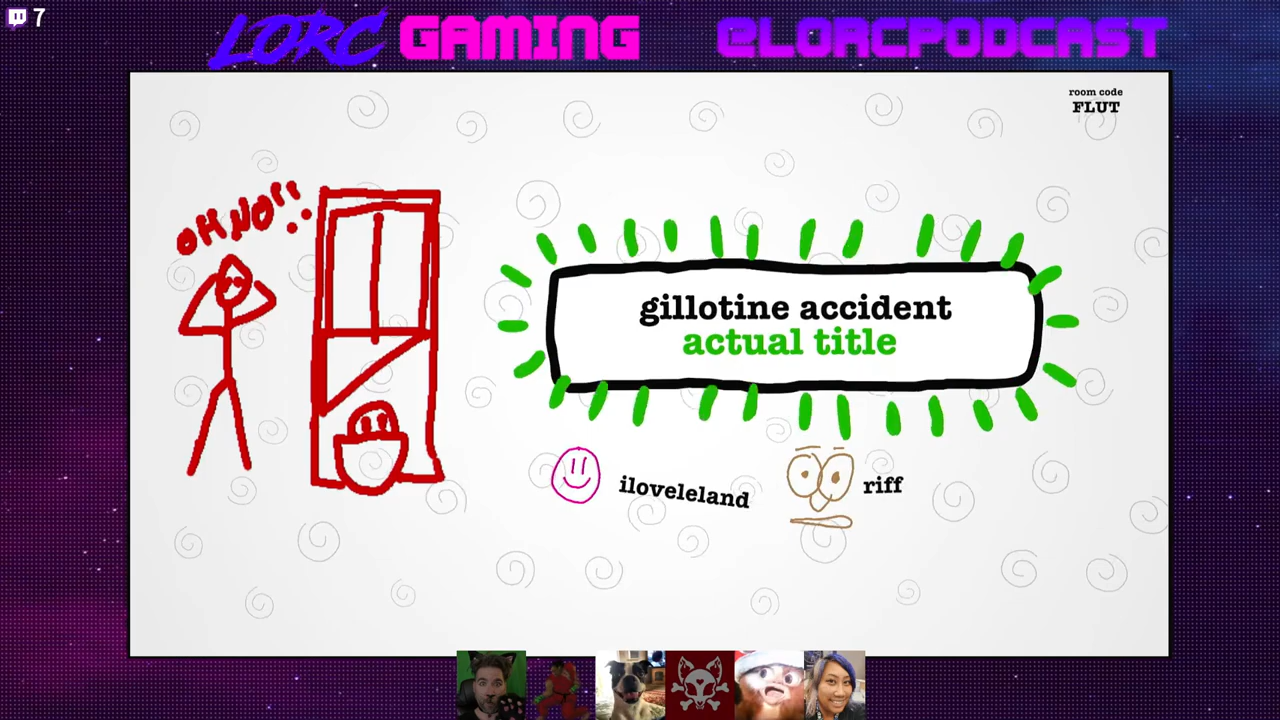 7
LORC GAMING @LORCPODCAST
room code
FLUT
OH NO!!
gillotine accident
actual title
iloveleland
riff